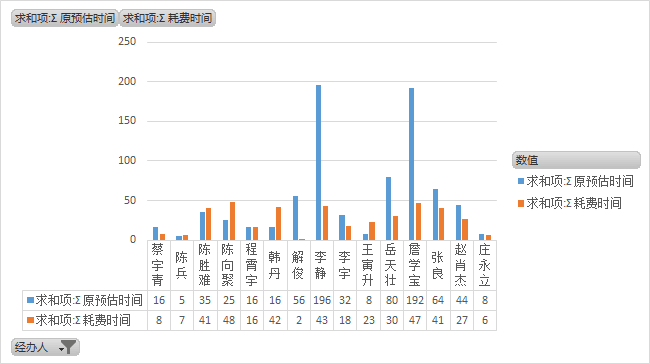 求和项:Σ 原预估时间 求和项:Σ 耗费时间
250
200
150
100
50
0
数值
求和项:Σ 原预估时间
求和项:Σ 耗费时间
蔡宇青 陈兵 陈胜难 陈向聚 程霄宇 韩丹 解俊 李静 李宇 王寅升 岳天壮 詹学宝 张良 赵肖杰 庄永立
求和项:Σ 原预估时间 16 5 35 25 16 16 56 196 32 8 80 192 64 44 8
求和项:Σ 耗费时间 8 7 41 48 16 42 2 43 18 23 30 47 41 27 6
经办人